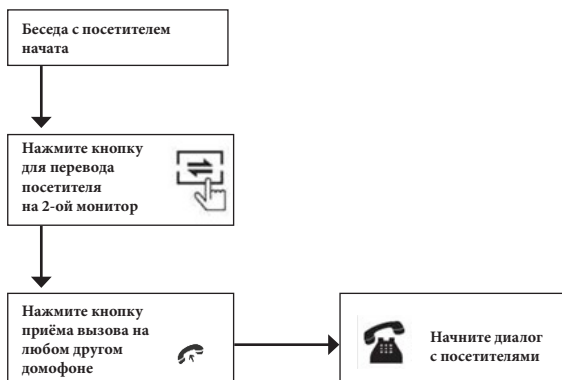 Беседа с посетителем
начата
Нажмите кнопку
для перевода
посетителя
на 2-ой монитор
Нажмите кнопку
приёма вызова на
любом другом
домофоне
Начните диалог
с посетителями